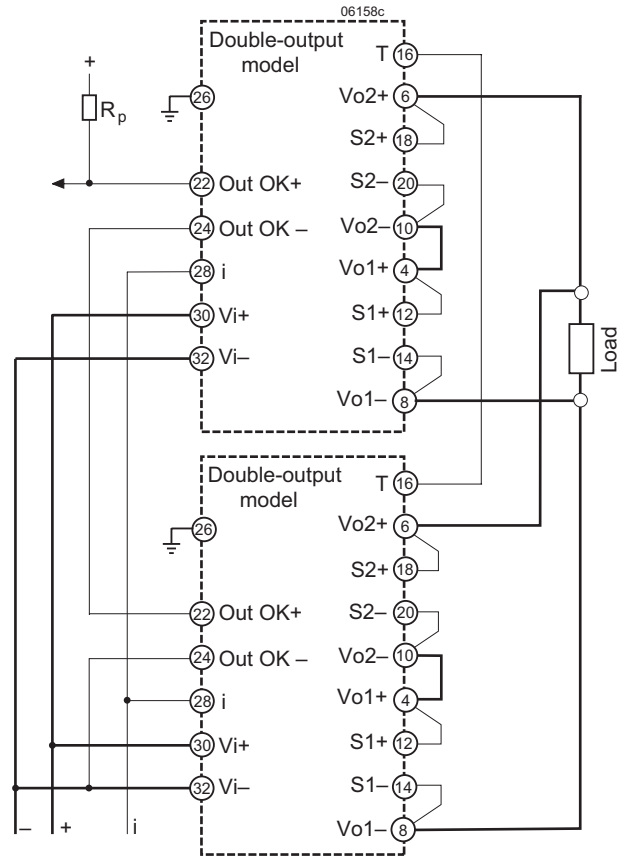 06158c
Double-output
model
T 16
+
26
Vo2+ 6
Rp
S2+ 18
22 Out OK+
S2– 20
24 Out OK –
Vo2– 10
28 i
Vo1+ 4
30 Vi+
S1+ 12
32 Vi–
S1– 14
Load
Vo1– 8
Double-output
model
T 16
26
Vo2+ 6
S2+ 18
22 Out OK+
S2– 20
24 Out OK –
Vo2– 10
28 i
Vo1+ 4
30 Vi+
S1+ 12
32 Vi–
S1– 14
– + i
Vo1– 8